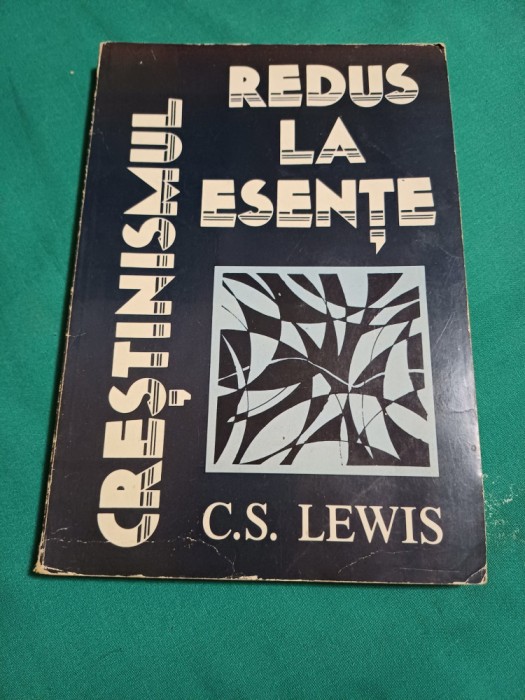 CREȘTINISMUL
REDUS
LA
ESENȚE
C.S. LEWIS